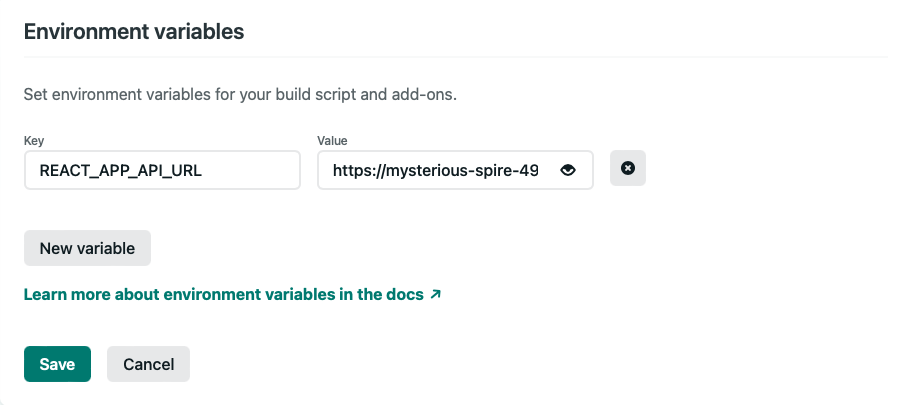 Environment variables
Set environment variables for your build script and add-ons.
Key Value
REACT_APP_API_URL https://mysterious-spire-49
New variable
Learn more about environment variables in the docs ↗
Save Cancel